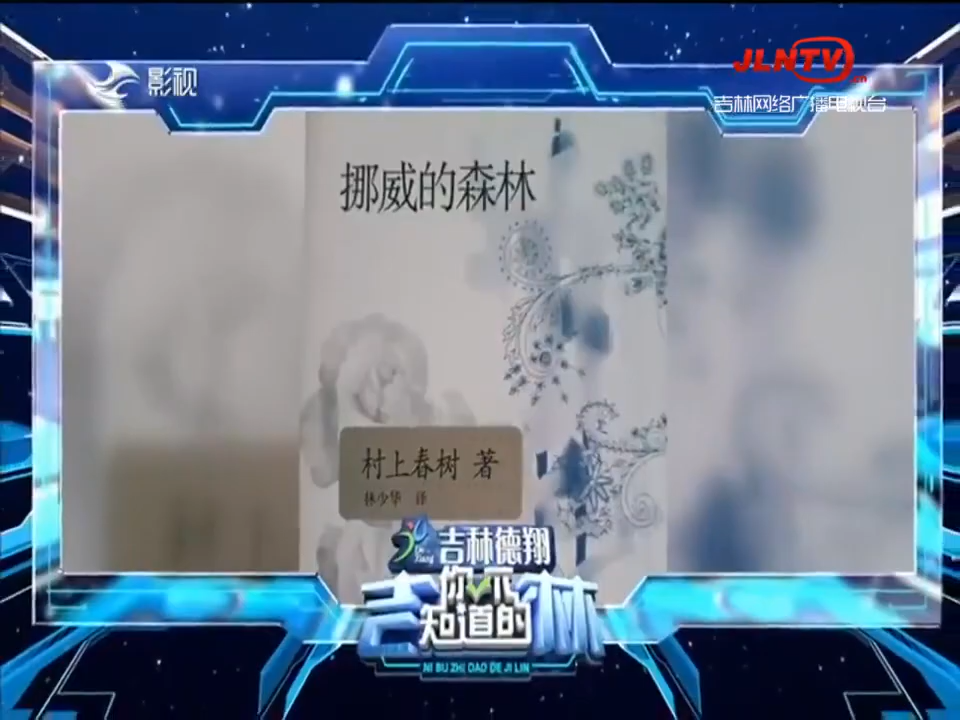 影视
JLNTV.cn
吉林网络广播电视台
挪威的森林
村上春树 著
林少华 译
吉林德翔
你不知道的吉林
NI BU ZHI DAO DE JI LIN